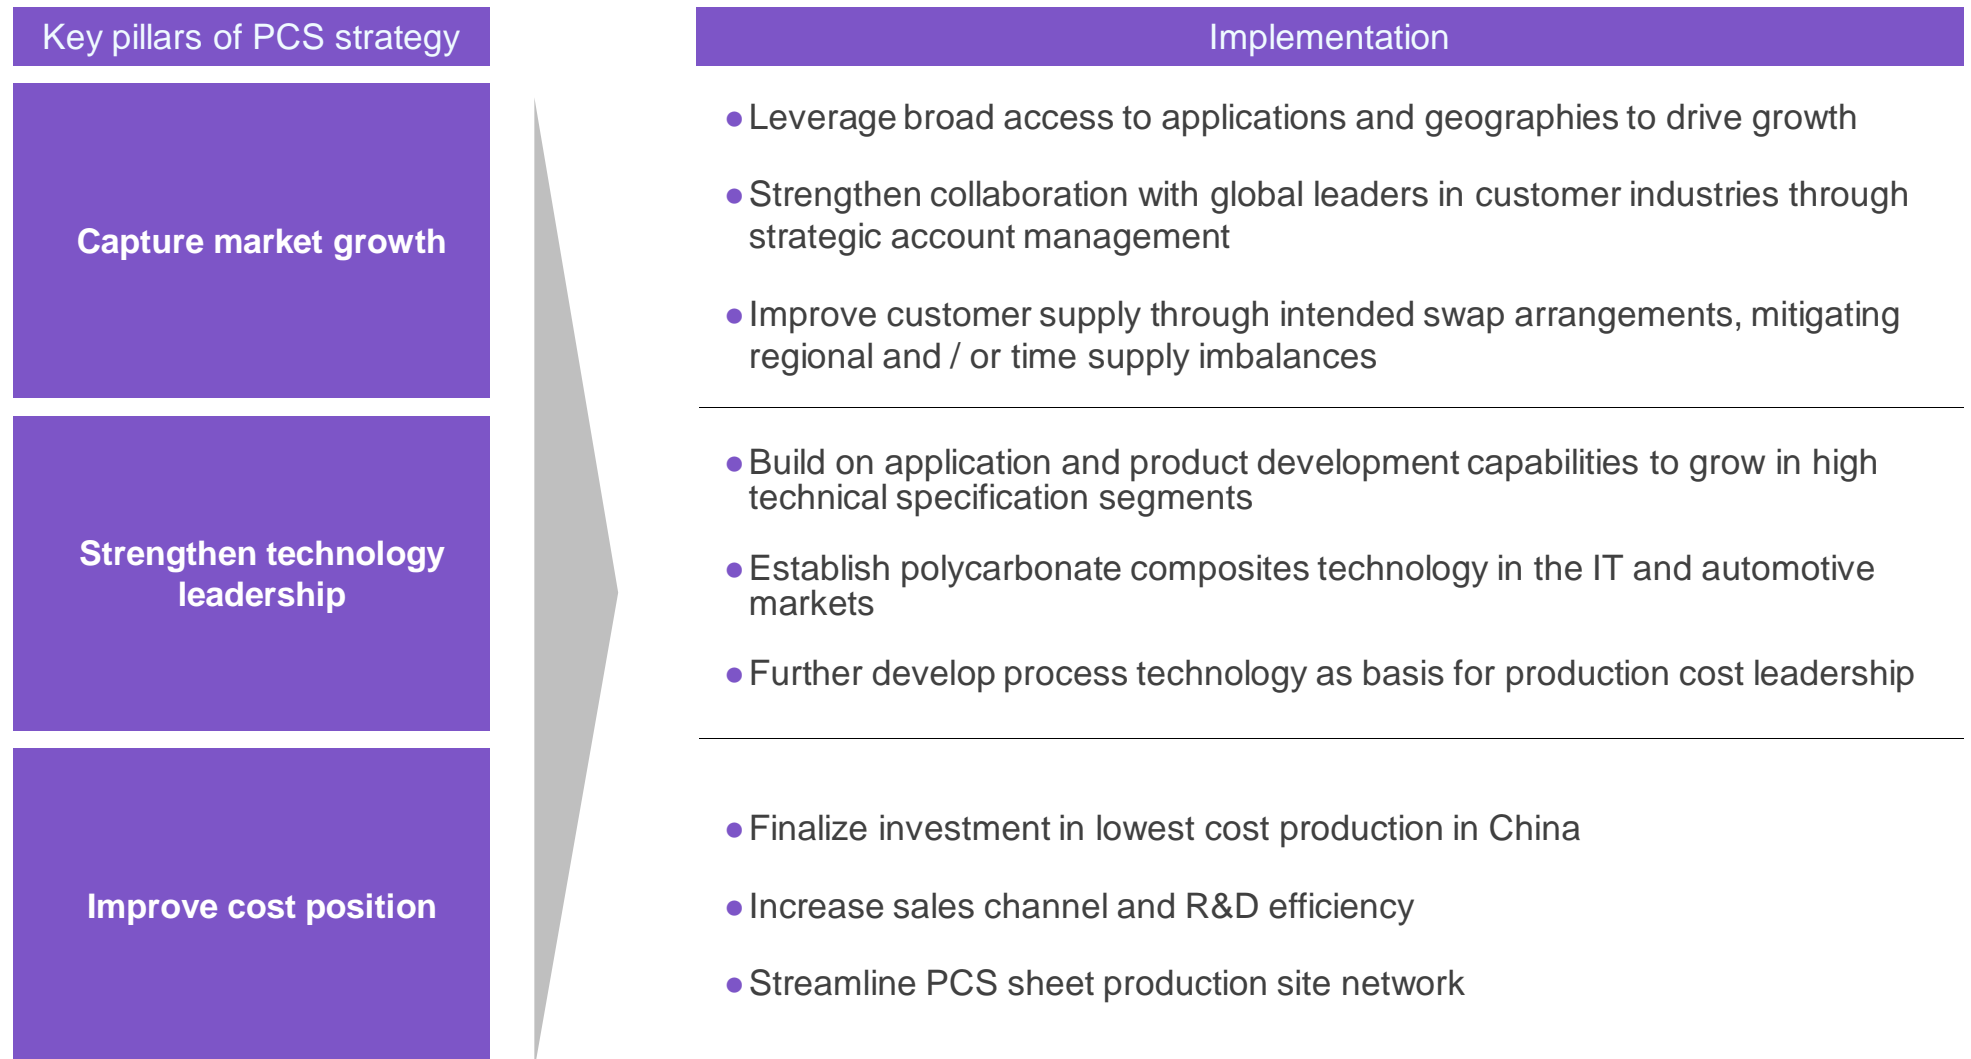 Key pillars of PCS strategy
Implementation
Capture market growth
● Leverage broad access to applications and geographies to drive growth
● Strengthen collaboration with global leaders in customer industries through
strategic account management
● Improve customer supply through intended swap arrangements, mitigating
regional and / or time supply imbalances
Strengthen technology
leadership
● Build on application and product development capabilities to grow in high
technical specification segments
● Establish polycarbonate composites technology in the IT and automotive
markets
● Further develop process technology as basis for production cost leadership
Improve cost position
● Finalize investment in lowest cost production in China
● Increase sales channel and R&D efficiency
● Streamline PCS sheet production site network